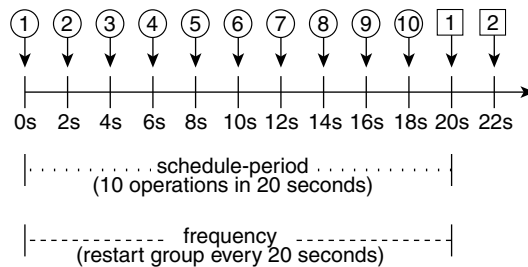 1 2 3 4 5 6 7 8 9 10 1 2
0s 2s 4s 6s 8s 10s 12s 14s 16s 18s 20s 22s
schedule-period
(10 operations in 20 seconds)
frequency
(restart group every 20 seconds)